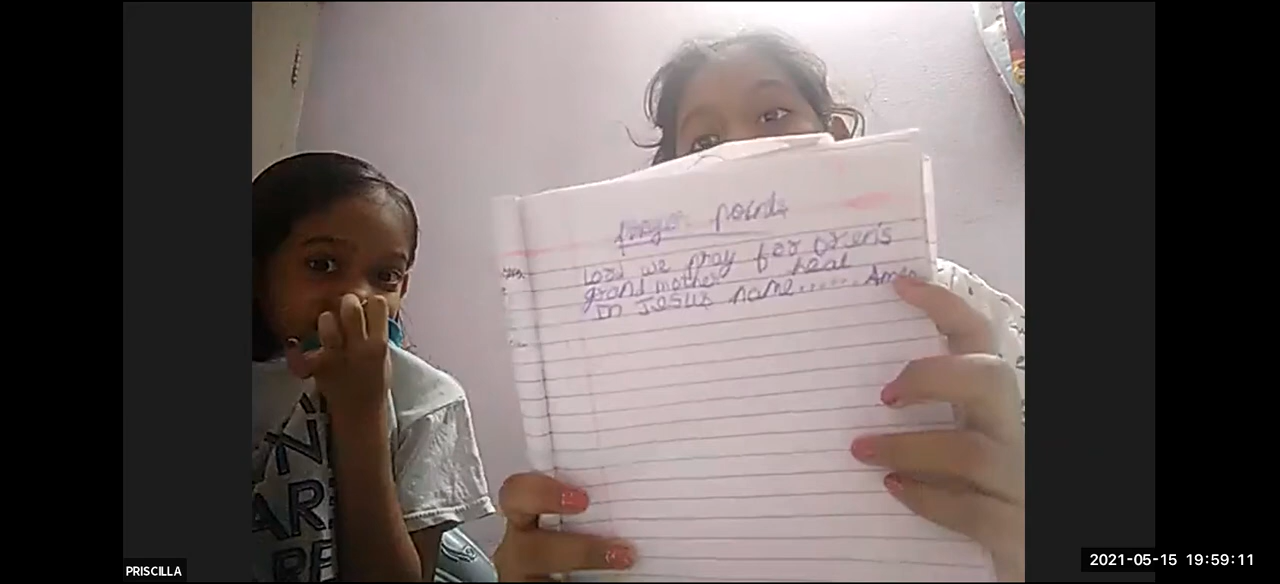 prayer points
Lord we pray for Dren's
grand mother heal
In Jesus name...... Amen
PRISCILLA
2021-05-15 19:59:11